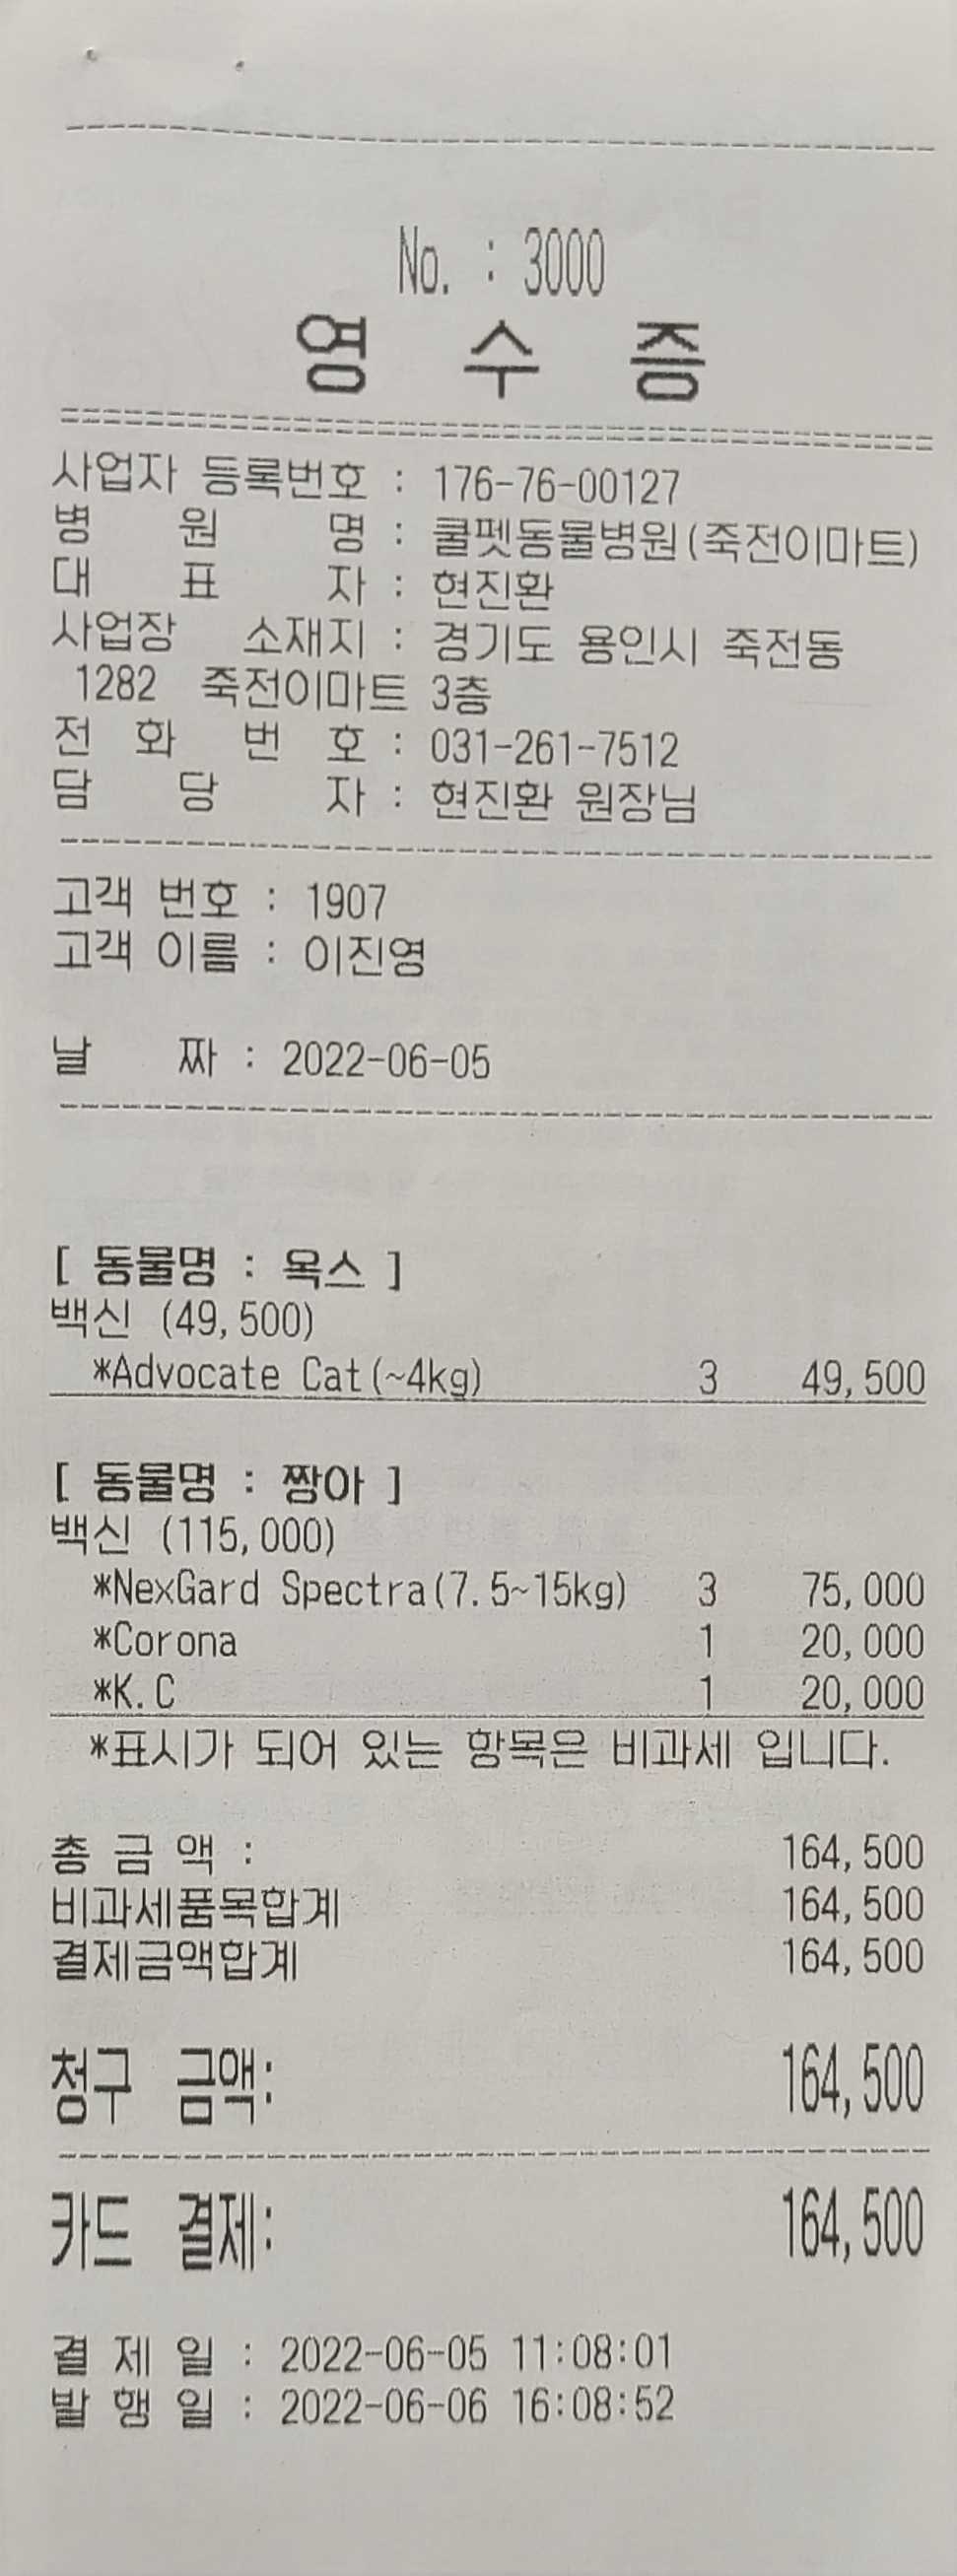 No. : 3000
영 수 증
사업자 등록번호 : 176-76-00127
병 원 명 : 쿨펫동물병원(죽전이마트)
대 표 자 : 현진환
사업장 소재지 : 경기도 용인시 죽전동
1282 죽전이마트 3층
전 화 번 호 : 031-261-7512
담 당 자 : 현진환 원장님
고객 번호 : 1907
고객 이름 : 이진영
날 짜 : 2022-06-05
[ 동물명 : 욕스 ]
백신 (49,500)
*Advocate Cat(~4kg) 3 49,500
[ 동물명 : 짱아 ]
백신 (115,000)
*NexGard Spectra(7.5~15kg) 3 75,000
*Corona 1 20,000
*K.C 1 20,000
*표시가 되어 있는 항목은 비과세 입니다.
총 금 액 : 164,500
비과세품목합계 164,500
결제금액합계 164,500
청구 금액: 164,500
카드 결제: 164,500
결 제 일 : 2022-06-05 11:08:01
발 행 일 : 2022-06-06 16:08:52